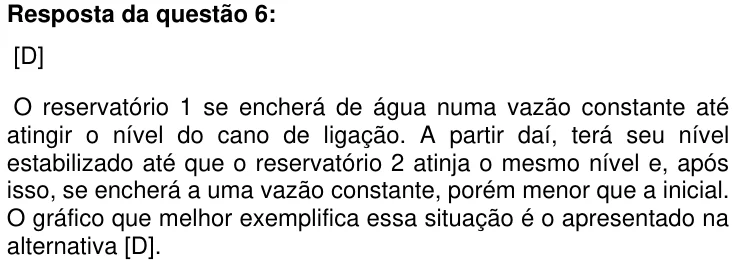 Resposta da questão 6:
[D]
O reservatório 1 se encherá de água numa vazão constante até
atingir o nível do cano de ligação. A partir daí, terá seu nível
estabilizado até que o reservatório 2 atinja o mesmo nível e, após
isso, se encherá a uma vazão constante, porém menor que a inicial.
O gráfico que melhor exemplifica essa situação é o apresentado na
alternativa [D].